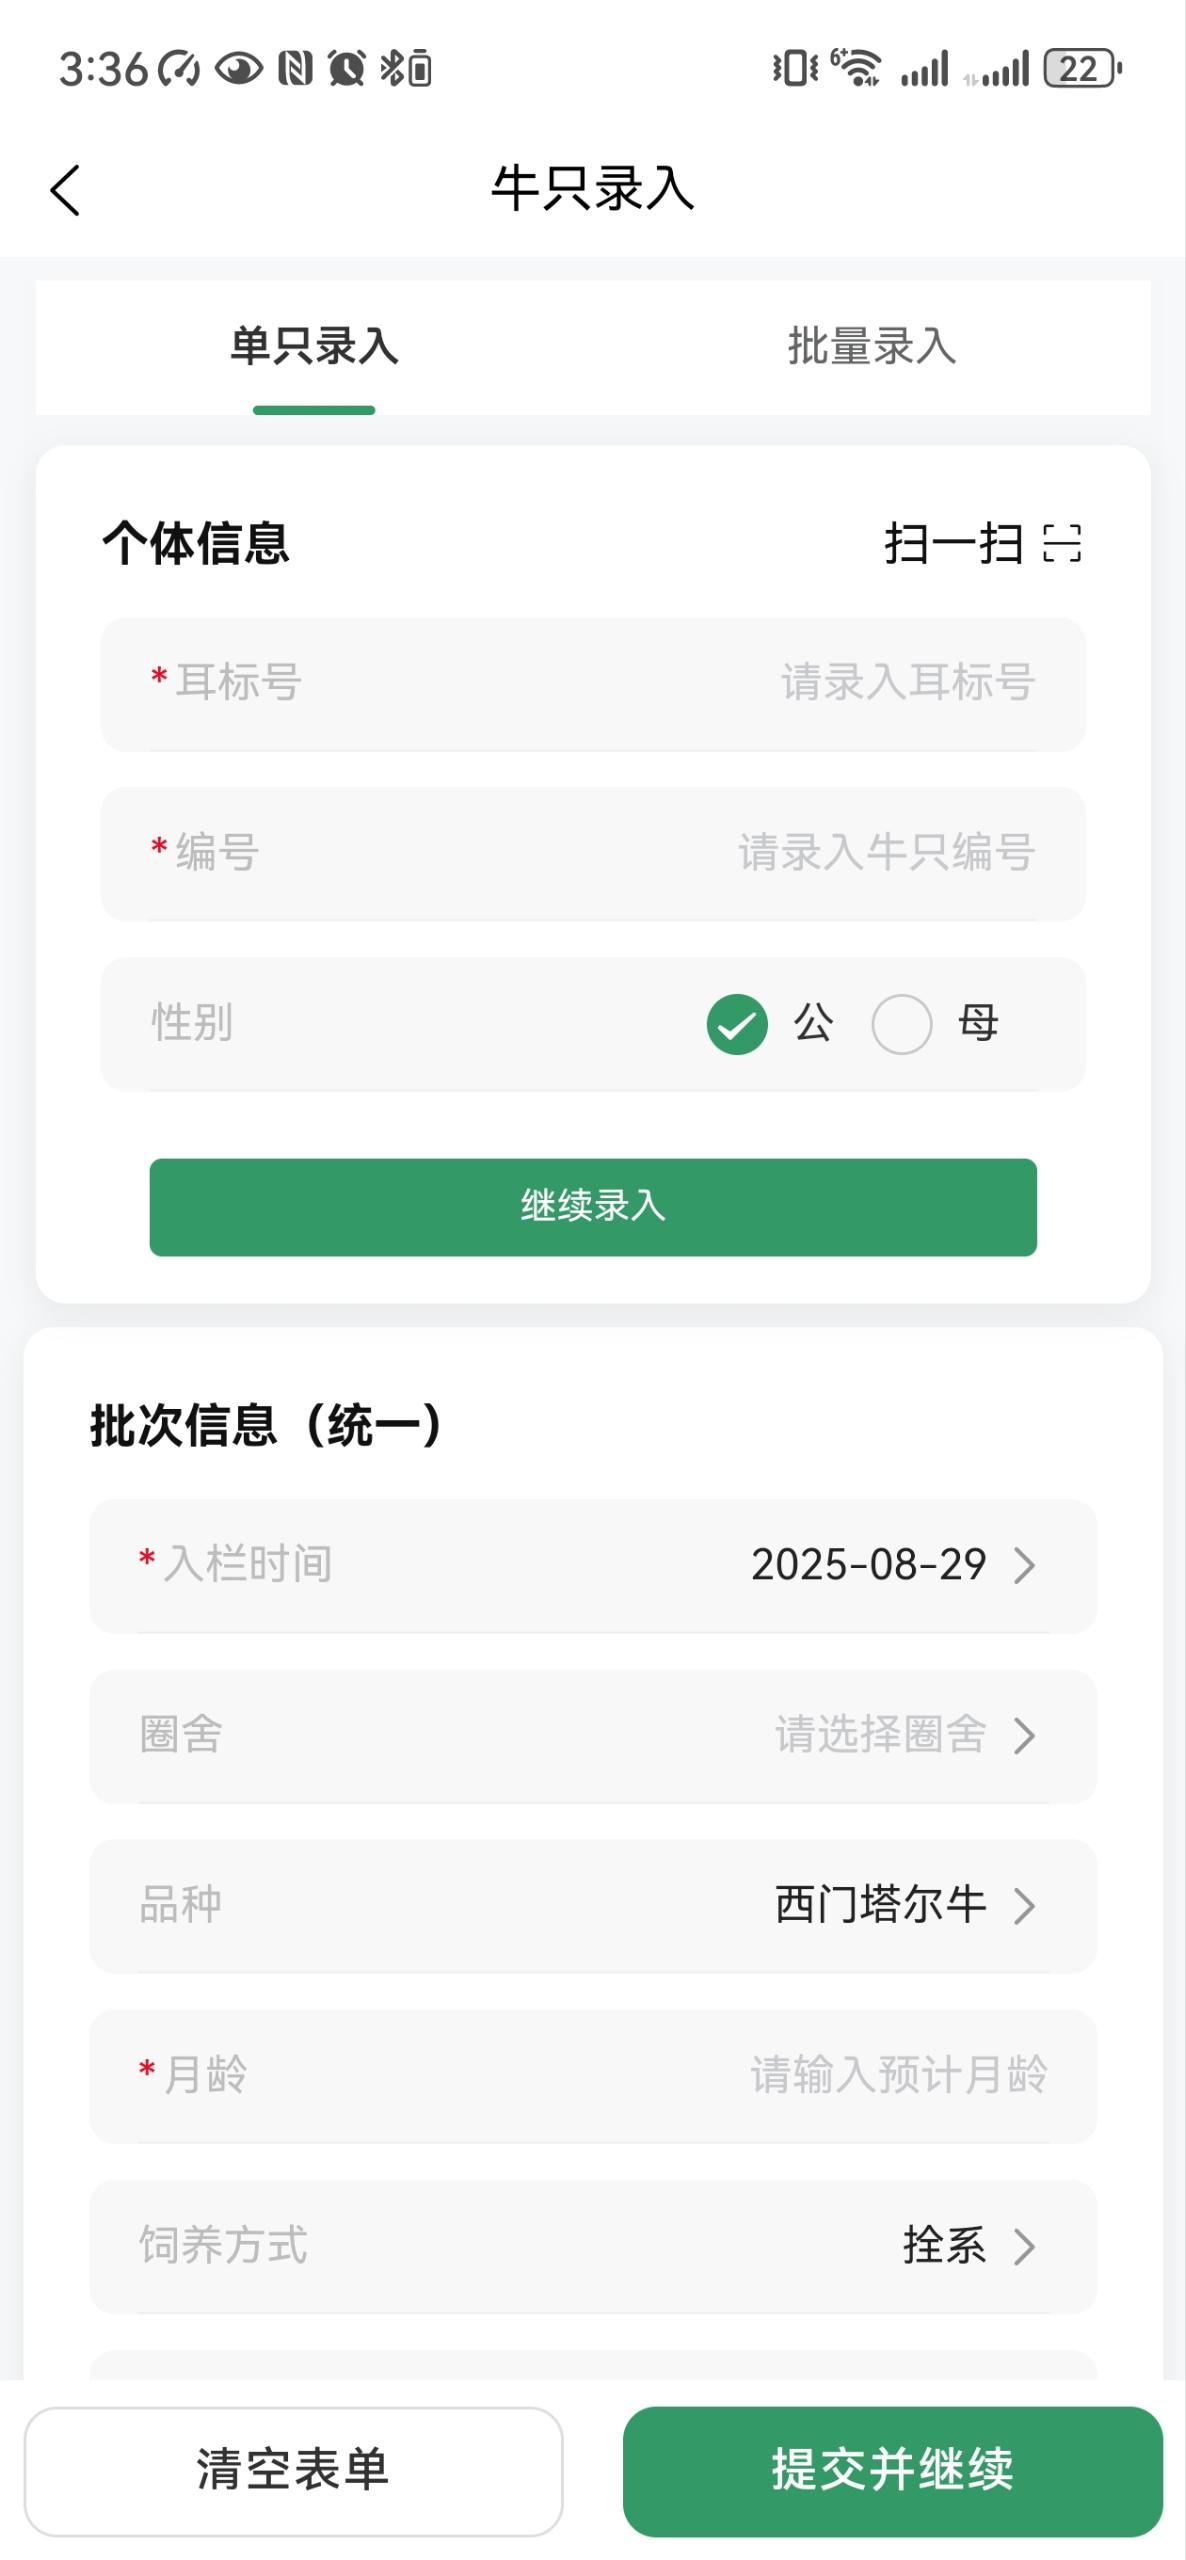 3:36 6+ 22
牛只录入
单只录入 批量录入
个体信息 扫一扫
*耳标号 请录入耳标号
*编号 请录入牛只编号
性别 公 母
继续录入
批次信息（统一）
*入栏时间 2025-08-29
圈舍 请选择圈舍
品种 西门塔尔牛
*月龄 请输入预计月龄
饲养方式 拴系
清空表单 提交并继续